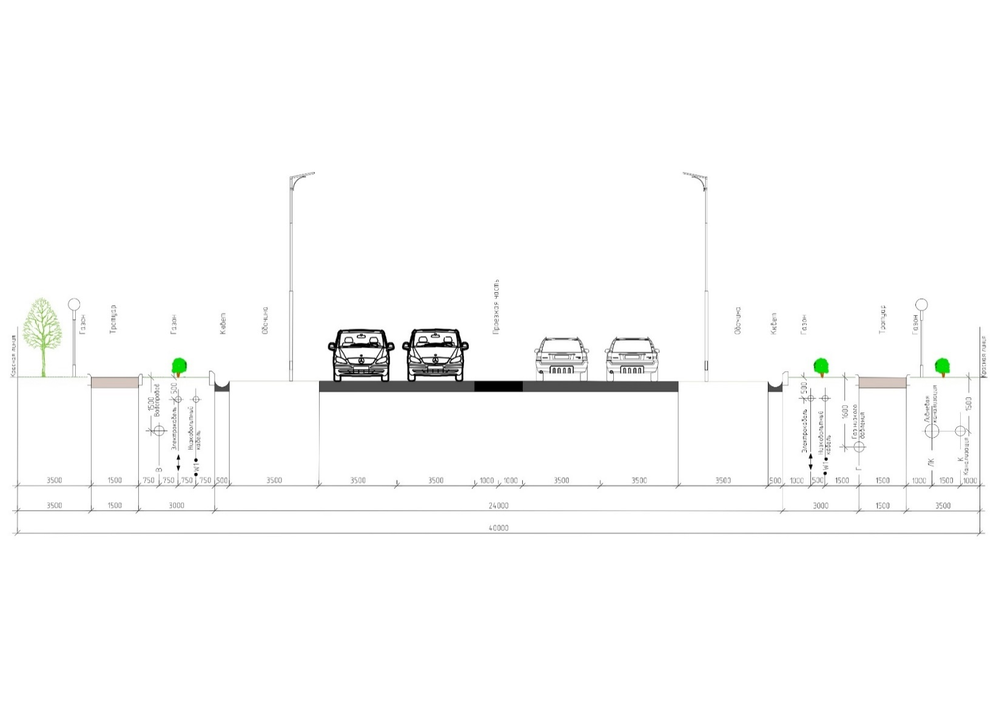 Красная линия
Газон
Тротуар
Газон
Кювет
Обочина
Проезжая часть
Обочина
Кювет
Газон
Тротуар
Газон
Красная линия
1500
Водопровод
500
Электрокабель
Низковольтный
кабель
В
W1
500
Электрокабель
Низковольтный
кабель
W1
1600
Газ низкого
давления
Г
Ливневая
канализация
ЛК
1500
К
Канализация
3500 1500 750 750 750 750 500 3500 3500 3500 1000 1000 3500 3500 3500 500 1000 500 1500 1500 1000 1500 1000
3500 1500 3000 24000 3000 1500 3500
40000